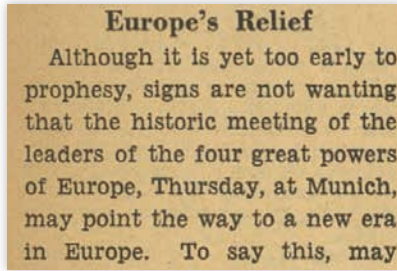 Europe's Relief
Although it is yet too early to
prophesy, signs are not wanting
that the historic meeting of the
leaders of the four great powers
of Europe, Thursday, at Munich,
may point the way to a new era
in Europe. To say this, may